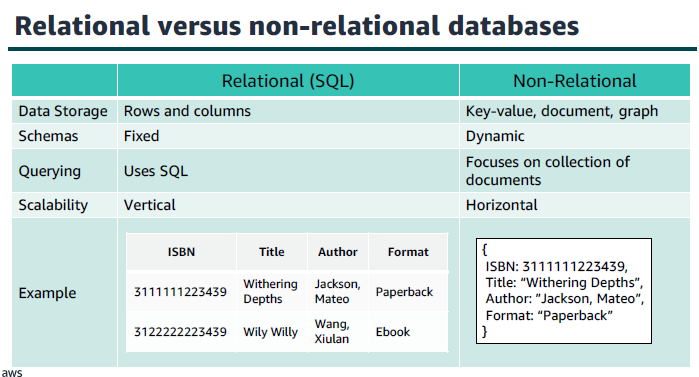 Relational versus non-relational databases
Relational (SQL) Non-Relational
Data Storage Rows and columns Key-value, document, graph
Schemas Fixed Dynamic
Querying Uses SQL Focuses on collection of
documents
Scalability Vertical Horizontal
Example
ISBN Title Author Format
3111111223439 Withering
Depths Jackson,
Mateo Paperback
3122222223439 Wily Willy Wang,
Xiulan Ebook
{
ISBN: 3111111223439,
Title: “Withering Depths”,
Author: ”Jackson, Mateo”,
Format: “Paperback”
}
aws